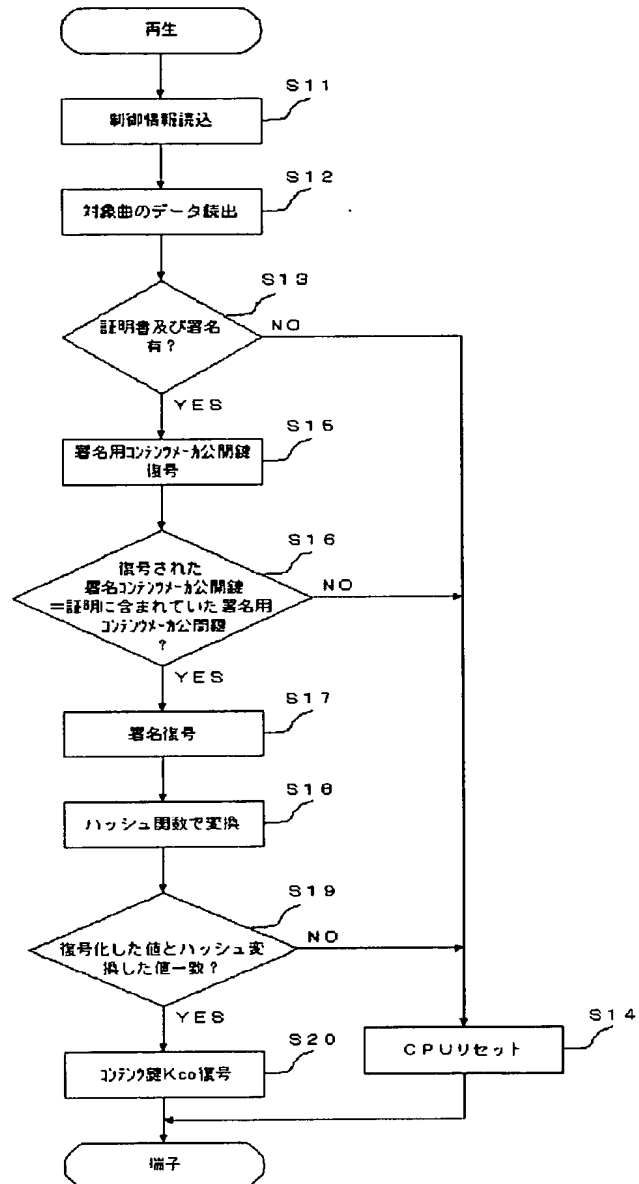 再生
S11
制御情報読込
S12
対象曲のデータ読出
S13
証明書及び署名
有?
NO
YES
S15
署名用コンテンツメーカ公開鍵
復号
S16
復号された
署名コンテンツメーカ公開鍵
=証明に含まれていた署名用
コンテンツメーカ公開鍵
?
NO
YES
S17
署名復号
S18
ハッシュ関数で変換
S19
復号化した値とハッシュ変
換した値一致?
NO
YES
S20
コンテンツ鍵Kco復号
S14
CPUリセット
端子